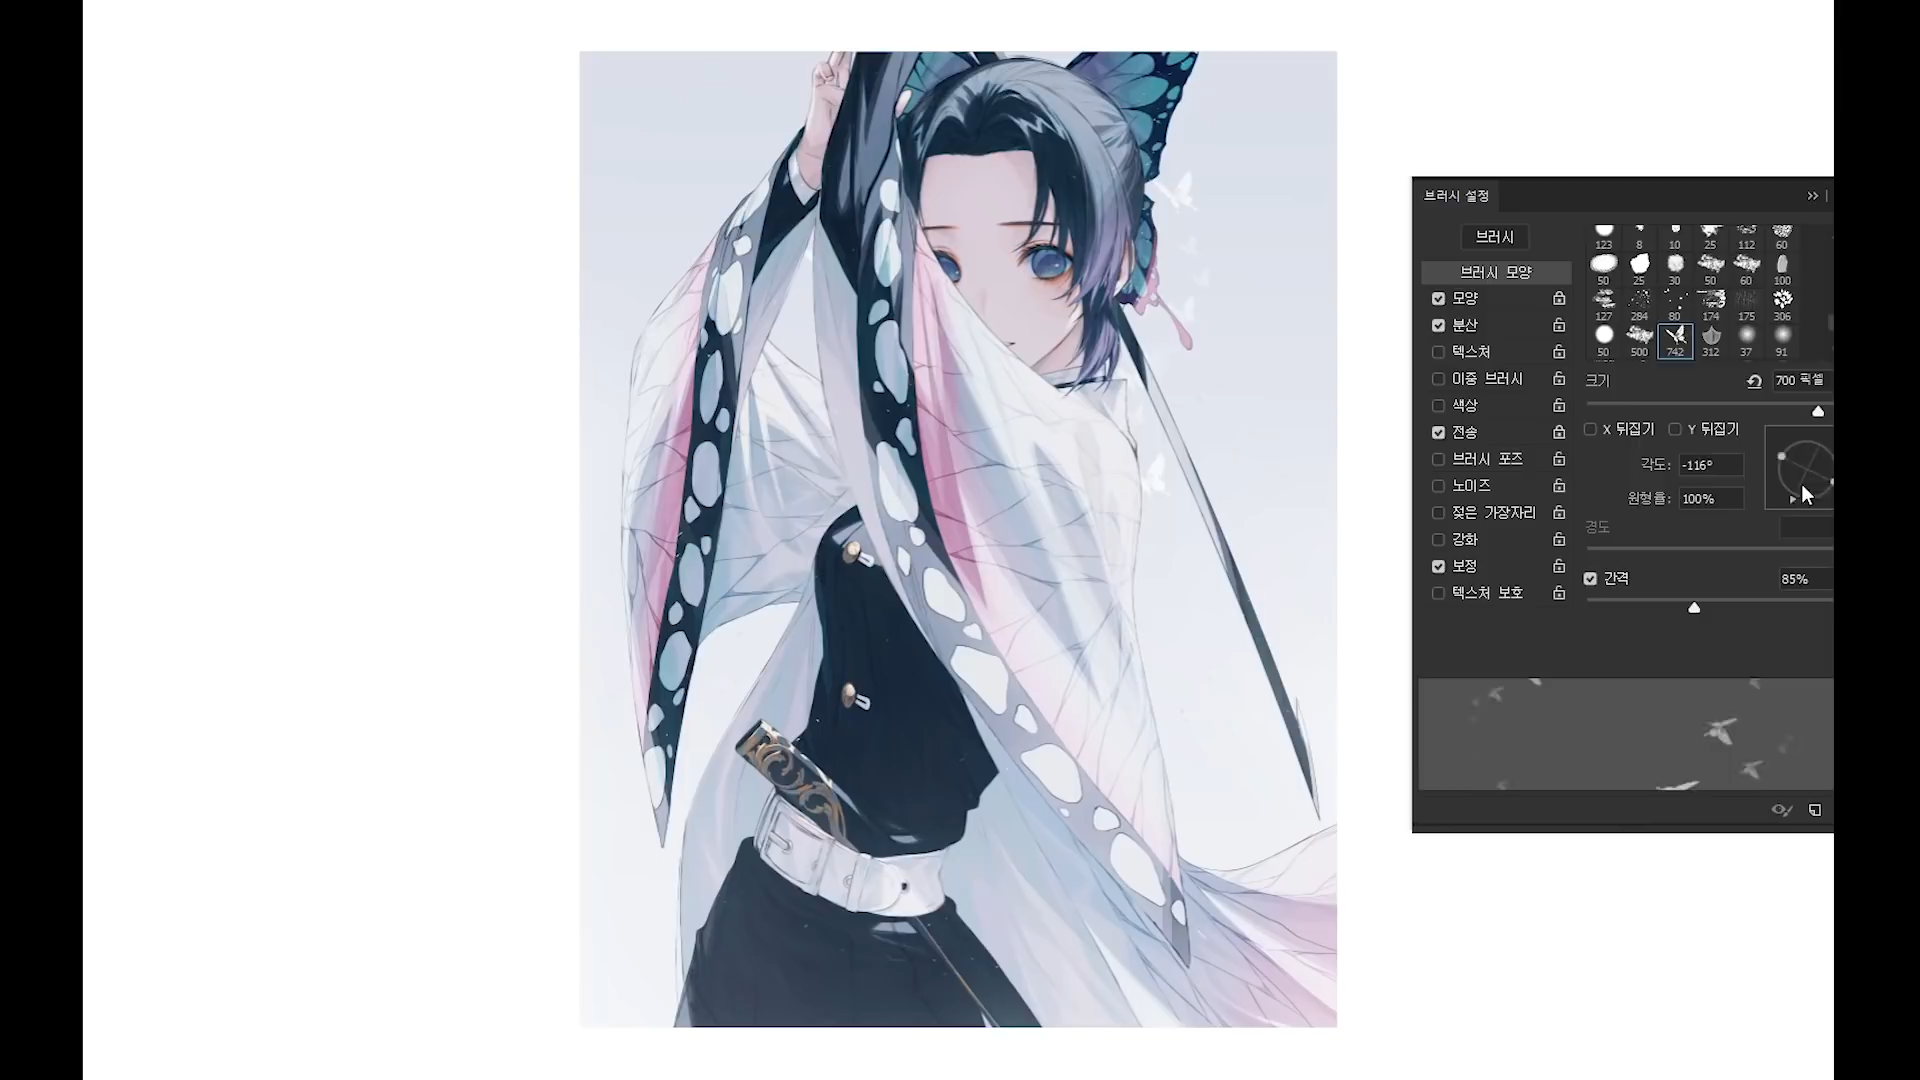 브러시 설정
브러시
브러시 모양
모양
분산
텍스처
이중 브러시
색상
전송
브러시 포즈
노이즈
젖은 가장자리
강화
보정
텍스처 보호
123 8 10 25 112 60
50 25 30 50 60 100
127 284 80 174 175 306
50 500 742 312 37 91
크기 700 픽셀
X 뒤집기 Y 뒤집기
각도: -116°
원형율: 100%
경도
간격 85%